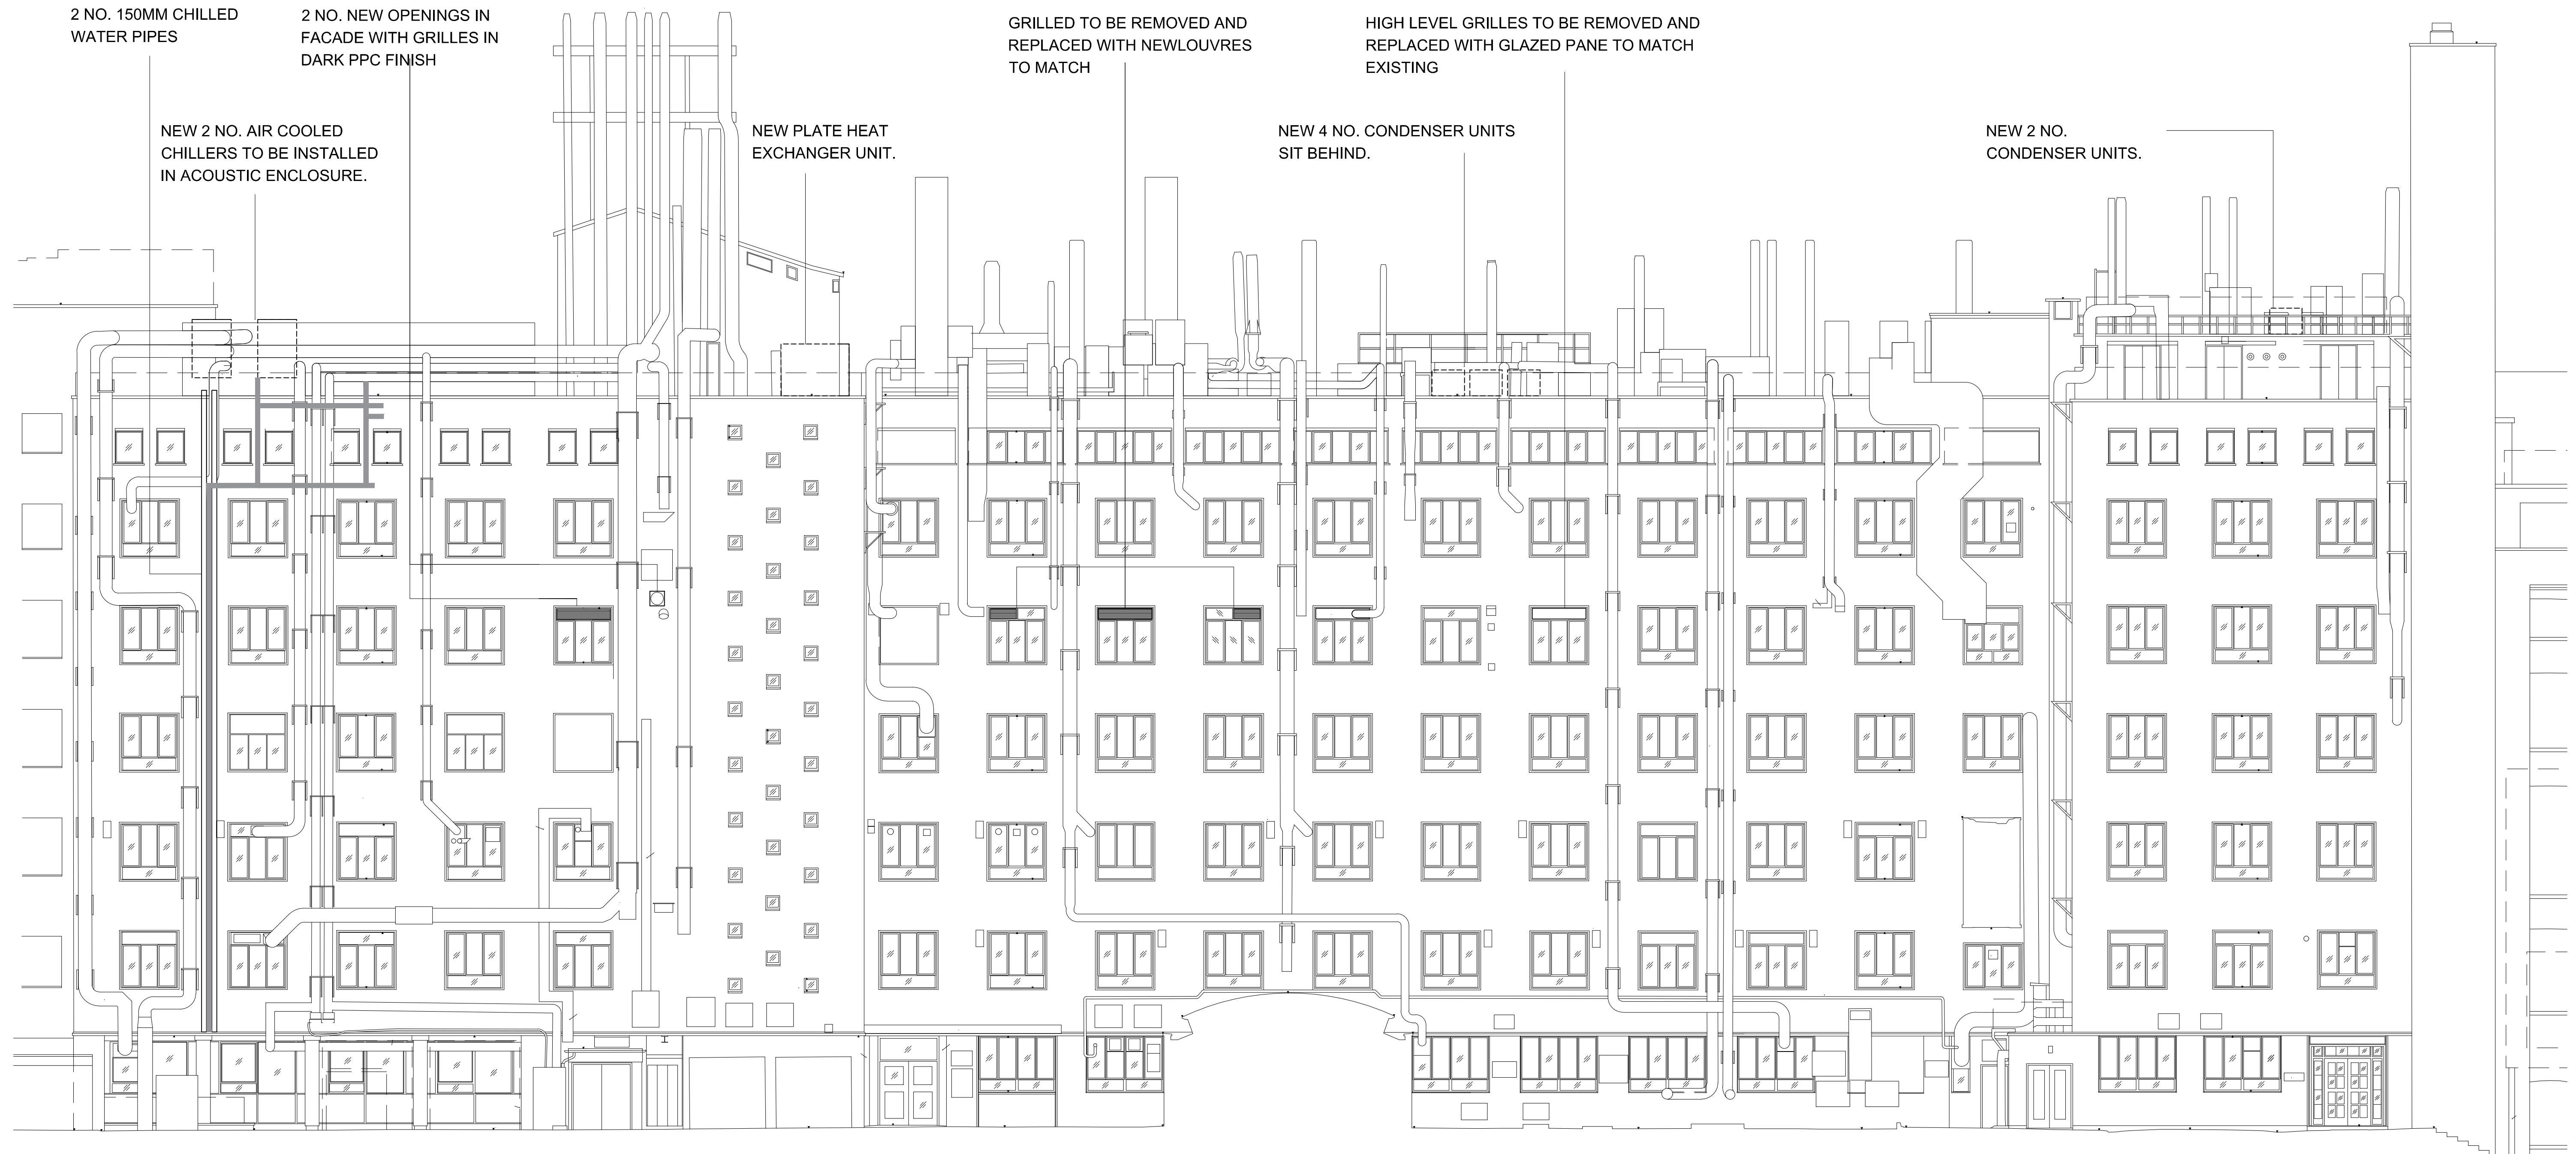 2 NO. 150MM CHILLED
WATER PIPES
2 NO. NEW OPENINGS IN
FACADE WITH GRILLES IN
DARK PPC FINISH
GRILLED TO BE REMOVED AND
REPLACED WITH NEWLOUVRES
TO MATCH
HIGH LEVEL GRILLES TO BE REMOVED AND
REPLACED WITH GLAZED PANE TO MATCH
EXISTING
NEW 2 NO. AIR COOLED
CHILLERS TO BE INSTALLED
IN ACOUSTIC ENCLOSURE.
NEW PLATE HEAT
EXCHANGER UNIT.
NEW 4 NO. CONDENSER UNITS
SIT BEHIND.
NEW 2 NO.
CONDENSER UNITS.